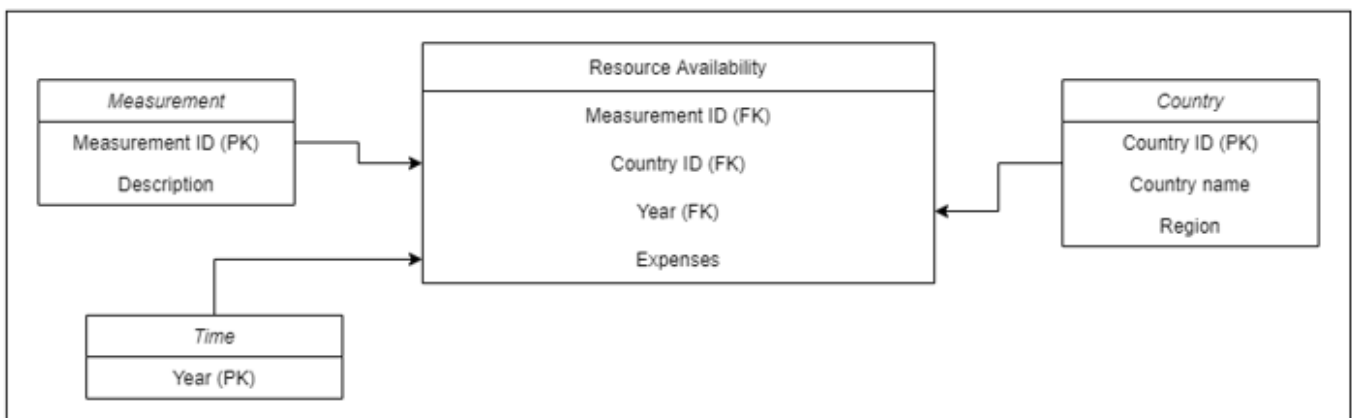 Resource Availability
Measurement ID (FK)
Country ID (FK)
Year (FK)
Expenses
Measurement
Measurement ID (PK)
Description
Country
Country ID (PK)
Country name
Region
Time
Year (PK)